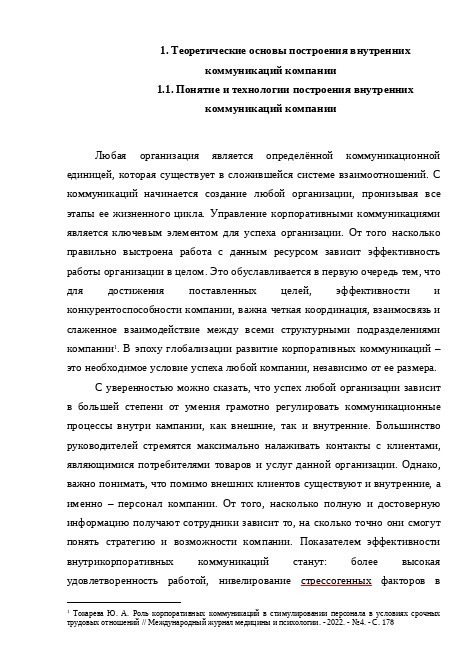 1. Теоретические основы построения внутренних
коммуникаций компании
1.1. Понятие и технологии построения внутренних
коммуникаций компании
Любая организация является определённой коммуникационной
единицей, которая существует в сложившейся системе взаимоотношений. С
коммуникаций начинается создание любой организации, пронизывая все
этапы ее жизненного цикла. Управление корпоративными коммуникациями
является ключевым элементом для успеха организации. От того насколько
правильно выстроена работа с данным ресурсом зависит эффективность
работы организации в целом. Это обуславливается в первую очередь тем, что
для достижения поставленных целей, эффективности и
конкурентоспособности компании, важна четкая координация, взаимосвязь и
слаженное взаимодействие между всеми структурными подразделениями
компании¹. В эпоху глобализации развитие корпоративных коммуникаций –
это необходимое условие успеха любой компании, независимо от ее размера.
С уверенностью можно сказать, что успех любой организации зависит
в большей степени от умения грамотно регулировать коммуникационные
процессы внутри кампании, как внешние, так и внутренние. Большинство
руководителей стремятся максимально налаживать контакты с клиентами,
являющимися потребителями товаров и услуг данной организации. Однако,
важно понимать, что помимо внешних клиентов существуют и внутренние, а
именно – персонал компании. От того, насколько полную и достоверную
информацию получают сотрудники зависит то, на сколько точно они смогут
понять стратегию и возможности компании. Показателем эффективности
внутрикорпоративных коммуникаций станут: более высокая
удовлетворенность работой, нивелирование стрессогенных факторов в
¹ Токарева Ю. А. Роль корпоративных коммуникаций в стимулировании персонала в условиях срочных
трудовых отношений // Международный журнал медицины и психологии. - 2022. - №4. - С. 178